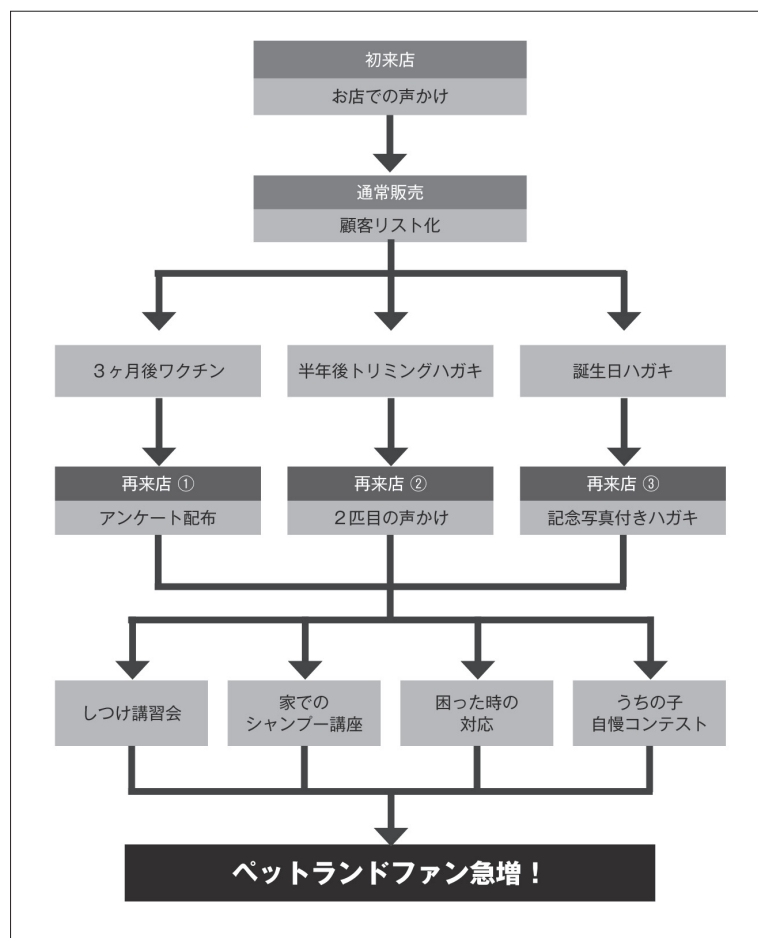 初来店
お店での声かけ
通常販売
顧客リスト化
３ヶ月後ワクチン
半年後トリミングハガキ
誕生日ハガキ
再来店 ①
再来店 ②
再来店 ③
アンケート配布
２匹目の声かけ
記念写真付きハガキ
しつけ講習会
家での
シャンプー講座
困った時の
対応
うちの子
自慢コンテスト
ペットランドファン急増！